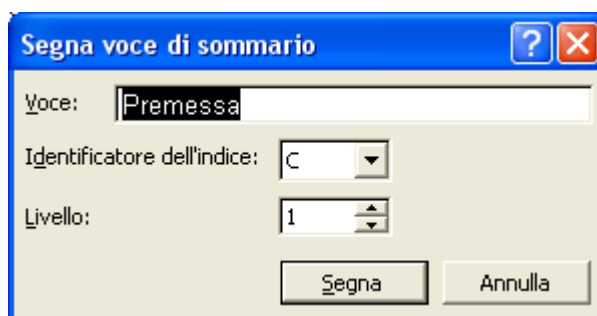 Segna voce di sommario
Voce: Premessa
Identificatore dell'indice: C
Livello: 1
Segna Annulla